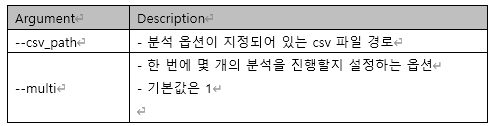 Argument Description
--csv_path - 분석 옵션이 지정되어 있는 csv 파일 경로
--multi - 한 번에 몇 개의 분석을 진행할지 설정하는 옵션
- 기본값은 1